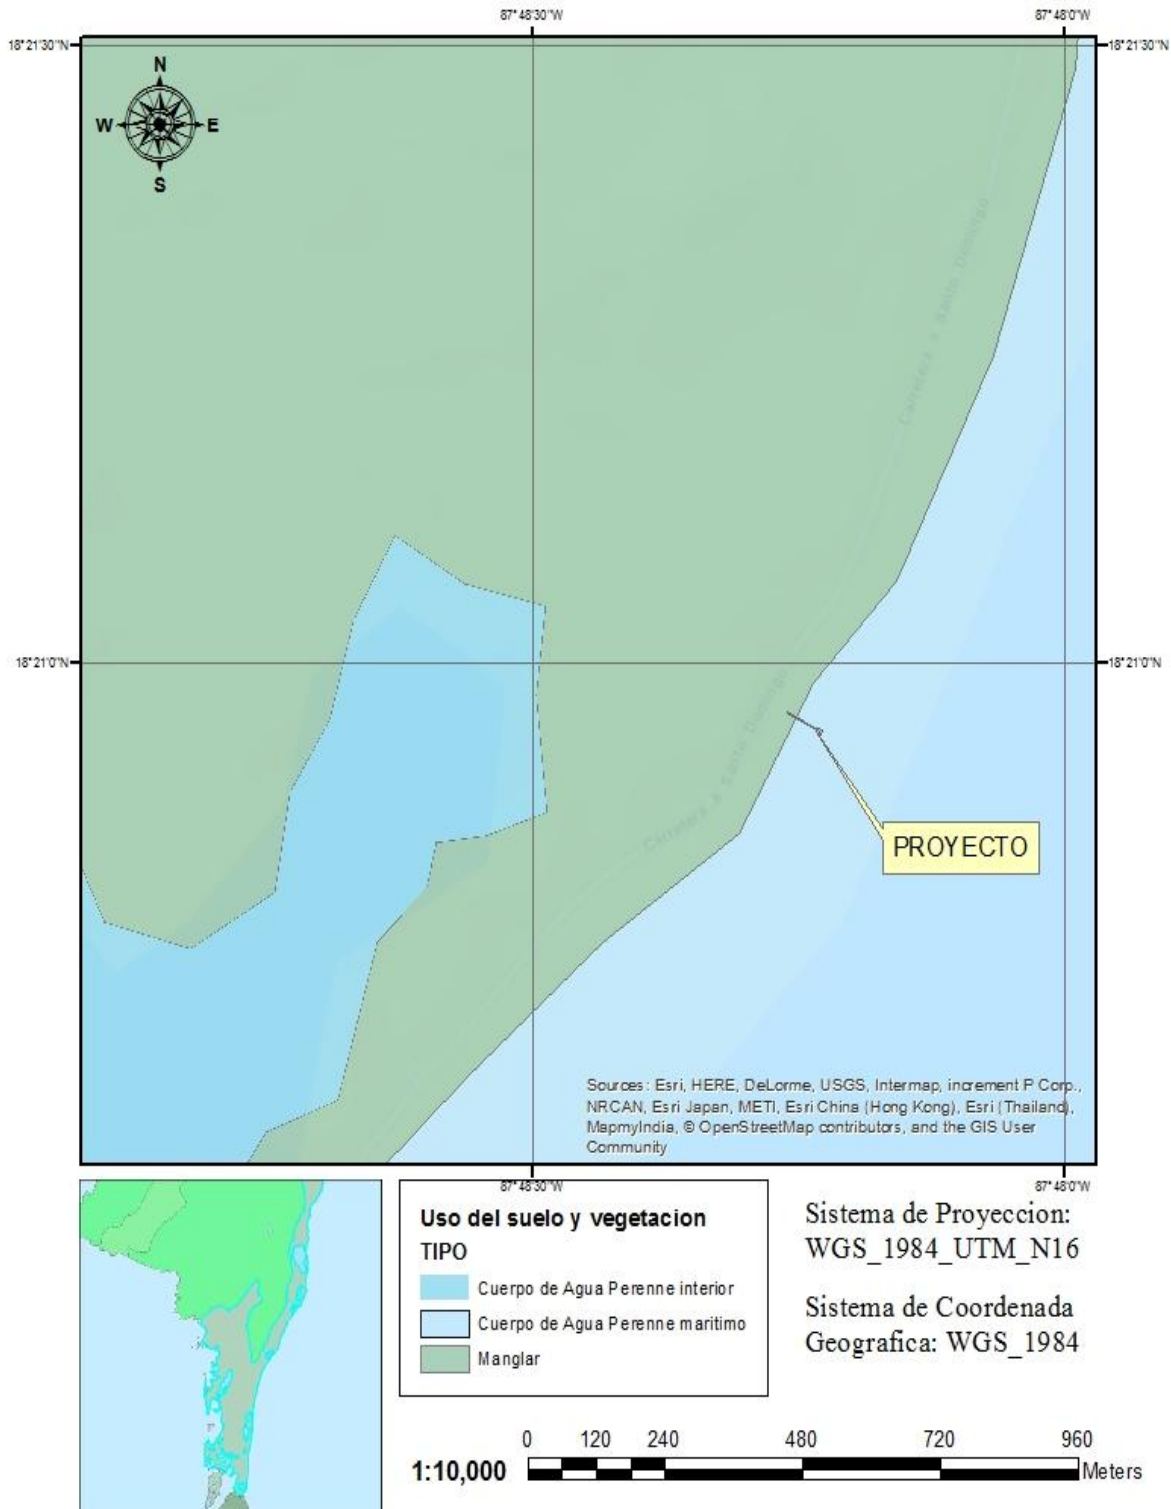 87°48'30"W
87°48'0"W
18°21'30"N
18°21'30"N
N
W
E
S
Carretera a santo Domingo
18°21'0"N
18°21'0"N
Carretera a santo Domingo
PROYECTO
Sources: Esri, HERE, DeLorme, USGS, Intermap, increment P Corp.,
NRCAN, Esri Japan, METI, Esri China (Hong Kong), Esri (Thailand),
MapmyIndia, © OpenStreetMap contributors, and the GIS User
Community
87°48'30"W
87°48'0"W
Uso del suelo y vegetacion
TIPO
Cuerpo de Agua Perenne interior
Cuerpo de Agua Perenne maritimo
Manglar
Sistema de Proyeccion:
WGS_1984_UTM_N16
Sistema de Coordenada
Geografica: WGS_1984
1:10,000
0 120 240 480 720 960
Meters